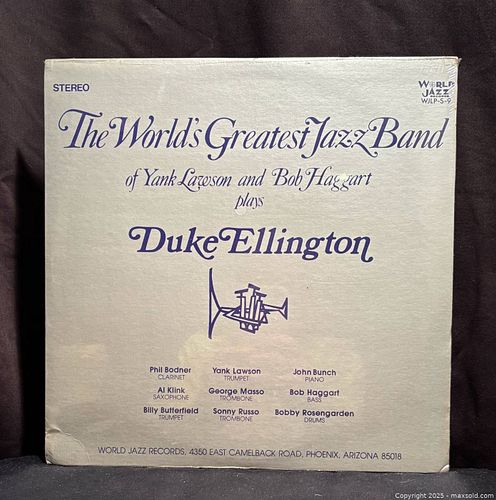 STEREO
WORLD
JAZZ
WJLP-S-9
The World's Greatest Jazz Band
of Yank Lawson and Bob Haggart
plays
Duke Ellington
Phil Bodner Yank Lawson John Bunch
CLARINET TRUMPET PIANO
Al Klink George Masso Bob Haggart
SAXOPHONE TROMBONE BASS
Billy Butterfield Sonny Russo Bobby Rosengarden
TRUMPET TROMBONE DRUMS
WORLD JAZZ RECORDS, 4350 EAST CAMELBACK ROAD, PHOENIX, ARIZONA 85018
Copyright 2025 - maxsold.com